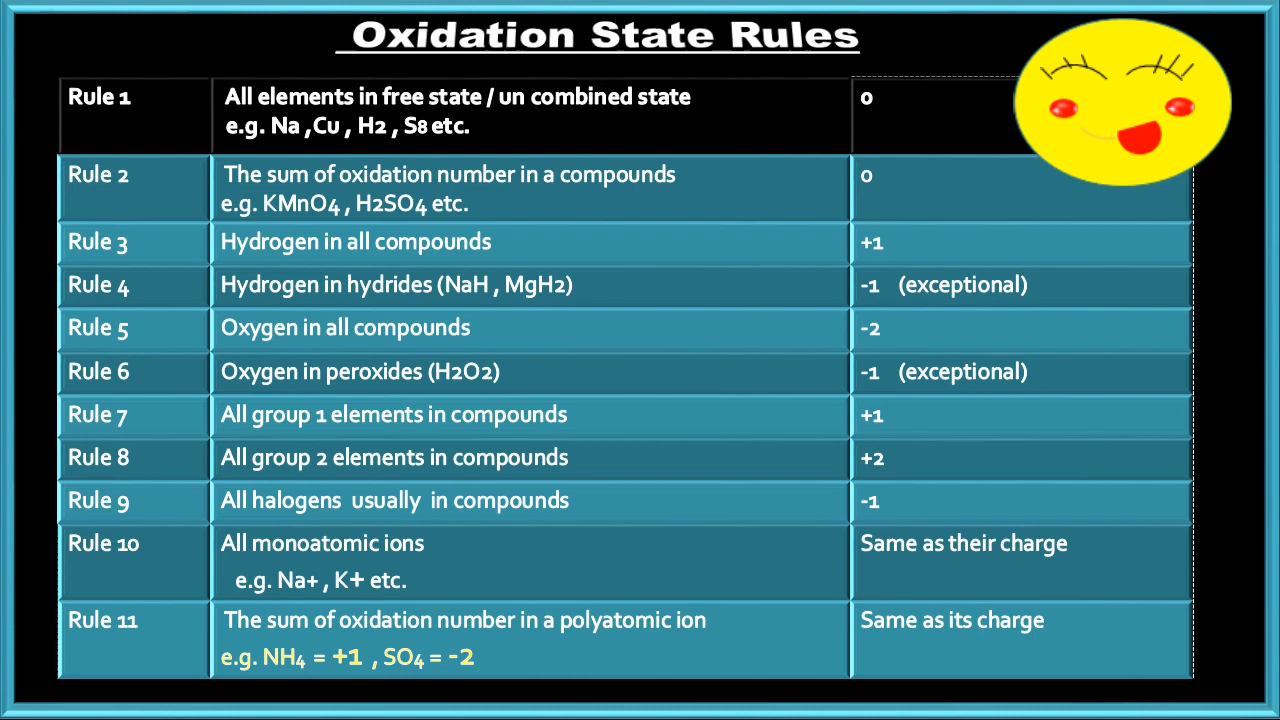 Oxidation State Rules
Rule 1 All elements in free state / un combined state 0
e.g. Na ,Cu , H2 , S8 etc.
Rule 2 The sum of oxidation number in a compounds 0
e.g. KMnO4 , H2SO4 etc.
Rule 3 Hydrogen in all compounds +1
Rule 4 Hydrogen in hydrides (NaH , MgH2) -1 (exceptional)
Rule 5 Oxygen in all compounds -2
Rule 6 Oxygen in peroxides (H2O2) -1 (exceptional)
Rule 7 All group 1 elements in compounds +1
Rule 8 All group 2 elements in compounds +2
Rule 9 All halogens usually in compounds -1
Rule 10 All monoatomic ions Same as their charge
e.g. Na+ , K+ etc.
Rule 11 The sum of oxidation number in a polyatomic ion Same as its charge
e.g. NH4 = +1 , SO4 = -2